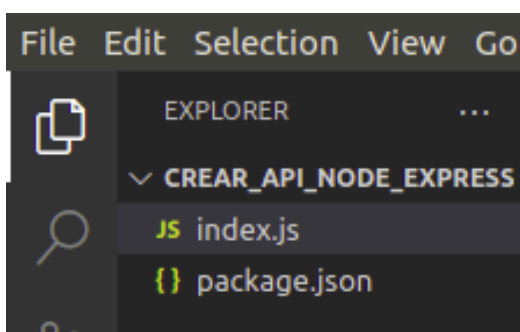 File Edit Selection View Go
EXPLORER ...
CREAR_API_NODE_EXPRESS
JS index.js
{} package.json